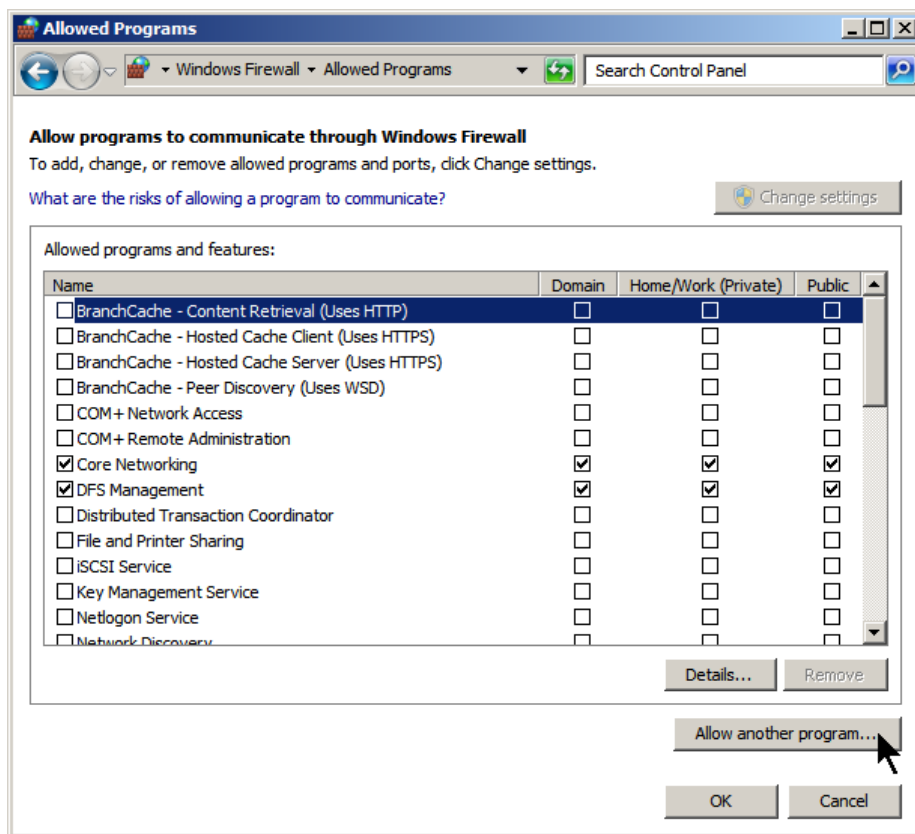 Allowed Programs
Windows Firewall Allowed Programs Search Control Panel
Allow programs to communicate through Windows Firewall
To add, change, or remove allowed programs and ports, click Change settings.
What are the risks of allowing a program to communicate? Change settings
Allowed programs and features:
Name Domain Home/Work (Private) Public
BranchCache - Content Retrieval (Uses HTTP)
BranchCache - Hosted Cache Client (Uses HTTPS)
BranchCache - Hosted Cache Server (Uses HTTPS)
BranchCache - Peer Discovery (Uses WSD)
COM+ Network Access
COM+ Remote Administration
Core Networking
DFS Management
Distributed Transaction Coordinator
File and Printer Sharing
iSCSI Service
Key Management Service
Netlogon Service
Network Discovery
Details... Remove
Allow another program...
OK Cancel